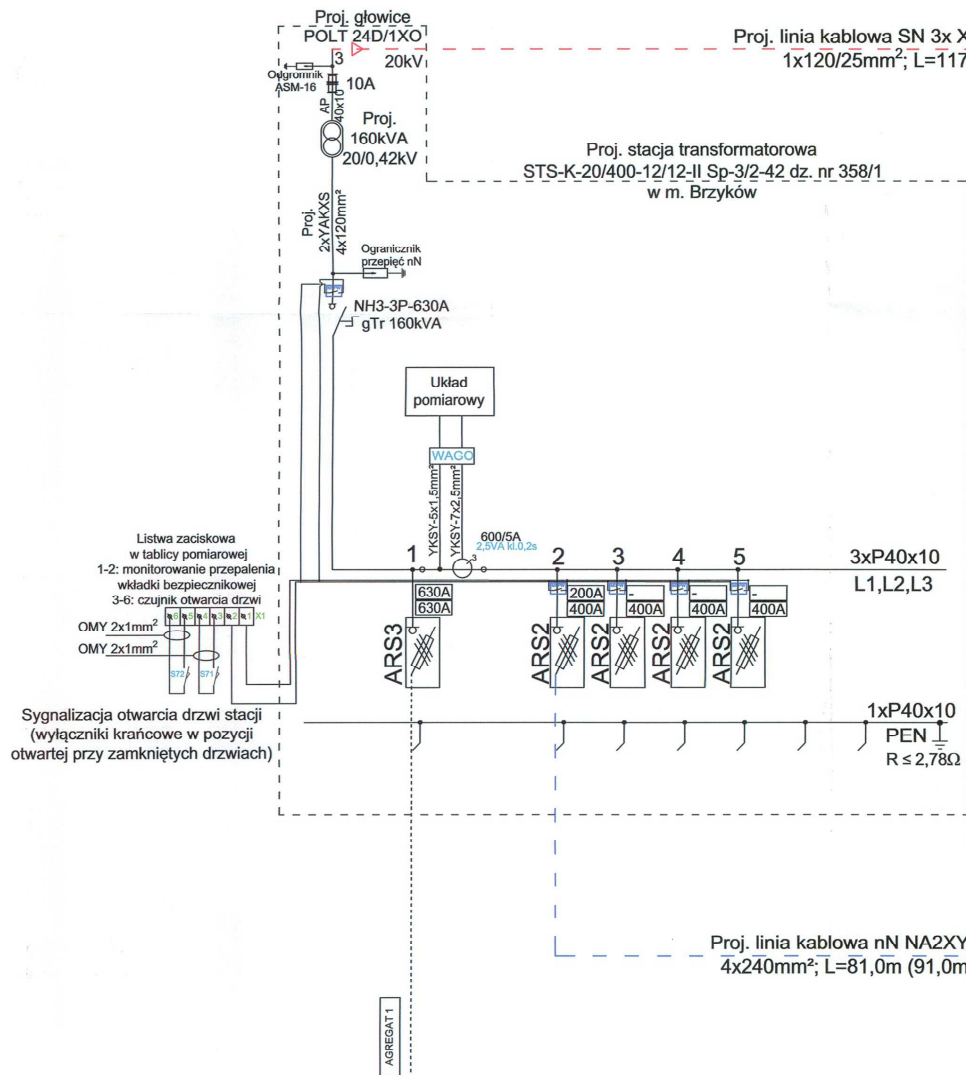 Proj. głowice
POLT 24D/1XO
3
20kV
Proj. linia kablowa SN 3x X
1x120/25mm²; L=117
Odgromnik
ASM-16
10A
AP
40x10
Proj.
160kVA
20/0,42kV
Proj. stacja transformatorowa
STS-K-20/400-12/12-II Sp-3/2-42 dz. nr 358/1
w m. Brzyków
Proj.
2xYAKXS
4x120mm²
Ogranicznik
przepięć nN
NH3-3P-630A
gTr 160kVA
Układ
pomiarowy
WAGO
YKSY-5x1,5mm²
YKSY-7x2,5mm²
600/5A
2,5VA kl.0,2s
3
Listwa zaciskowa
w tablicy pomiarowej
1-2: monitorowanie przepalenia
wkładki bezpiecznikowej
3-6: czujnik otwarcia drzwi
6 5 4 3 2 1 X1
OMY 2x1mm²
OMY 2x1mm²
S72
S71
Sygnalizacja otwarcia drzwi stacji
(wyłączniki krańcowe w pozycji
otwartej przy zamkniętych drzwiach)
1
2
3
4
5
3xP40x10
L1,L2,L3
630A
630A
200A
400A
-
400A
-
400A
-
400A
ARS3
ARS2
ARS2
ARS2
ARS2
1xP40x10
PEN
R ≤ 2,78Ω
Proj. linia kablowa nN NA2XY
4x240mm²; L=81,0m (91,0m
AGREGAT 1